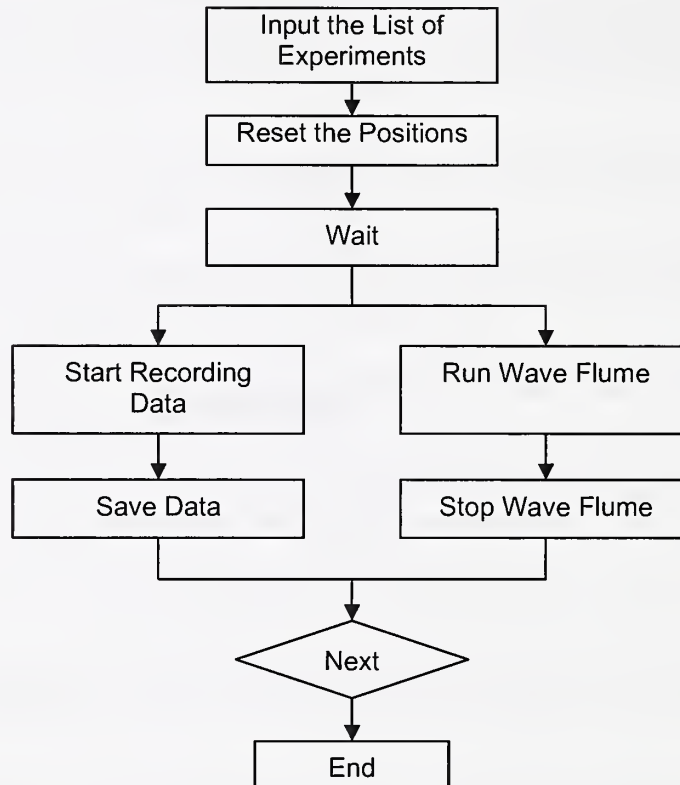 Input the List of
Experiments
Reset the Positions
Wait
Start Recording
Data
Run Wave Flume
Save Data
Stop Wave Flume
Next
End